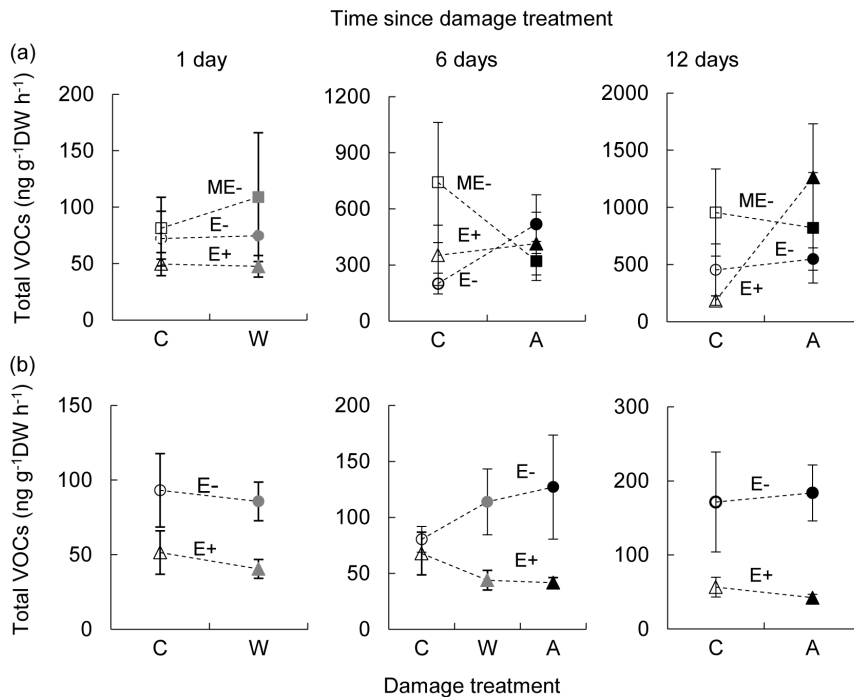 Time since damage treatment
(a)
1 day 6 days 12 days
Total VOCs (ng g⁻¹DW h⁻¹)
200
150
100
50
0
ME-
E-
E+
C W
1200
900
600
300
0
ME-
E+
E-
C A
2000
1500
1000
500
0
ME-
E-
E+
C A
(b)
Total VOCs (ng g⁻¹DW h⁻¹)
150
100
50
0
E-
E+
C W
200
150
100
50
0
E-
E+
C W A
300
200
100
0
E-
E+
C A
Damage treatment